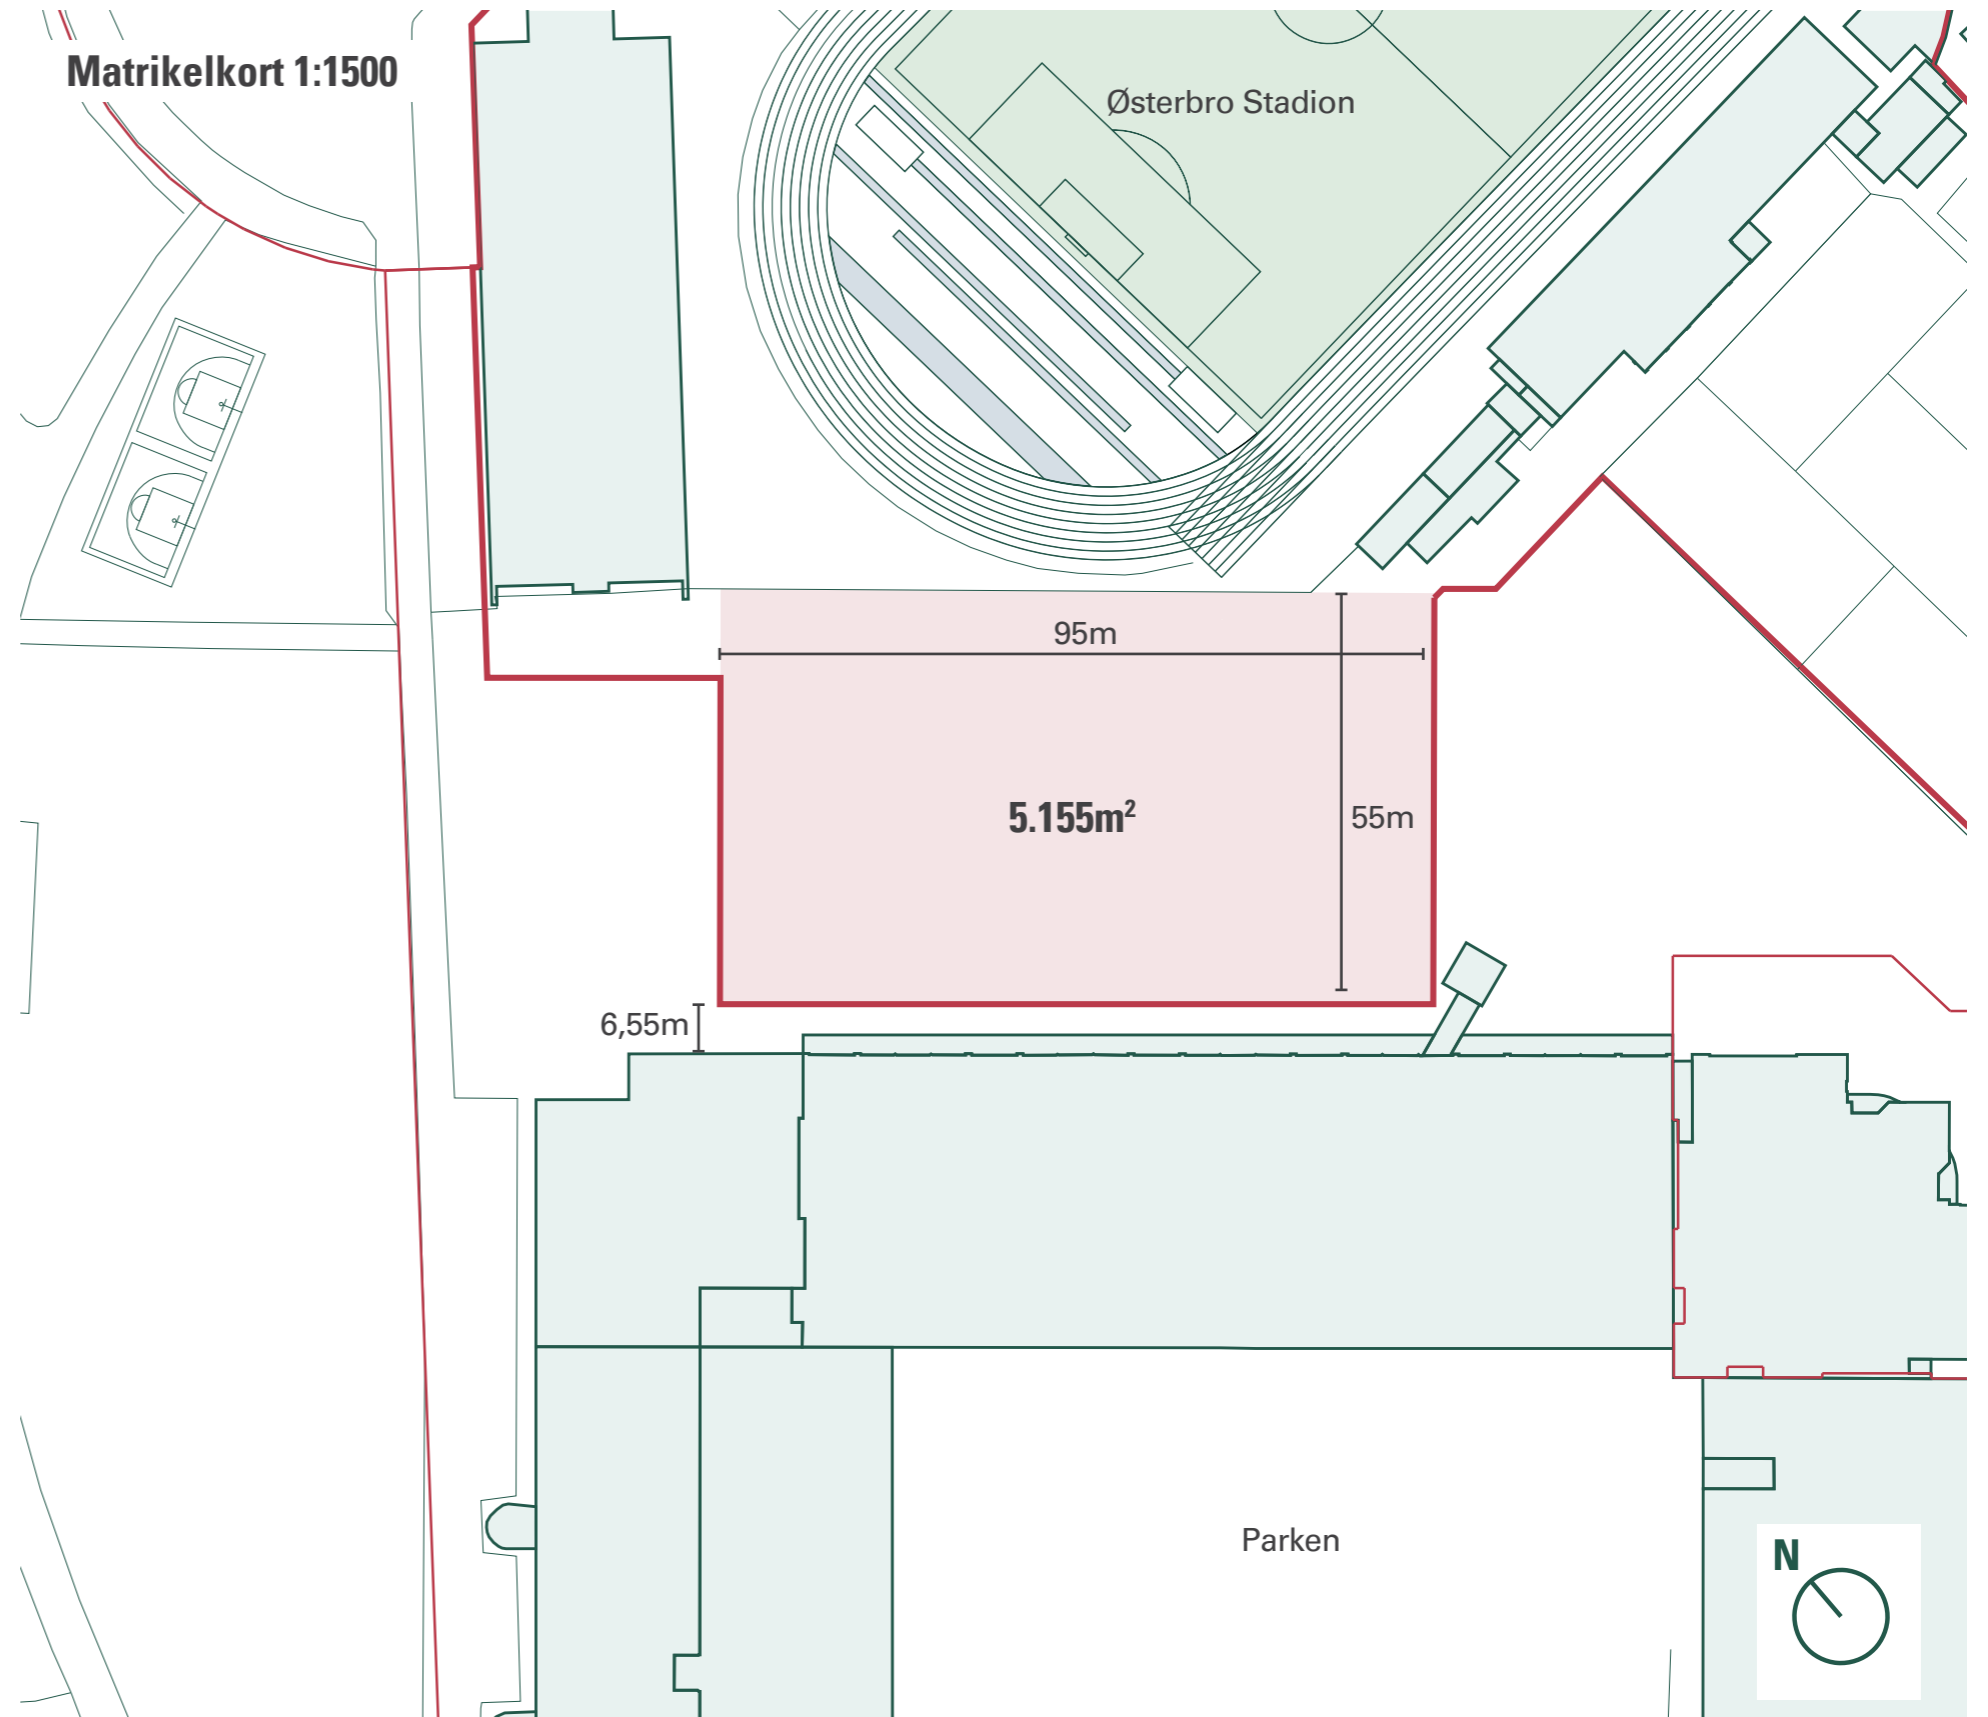 Matrikelkort 1:1500
Østerbro Stadion
95m
5.155m²
55m
6,55m
Parken
N